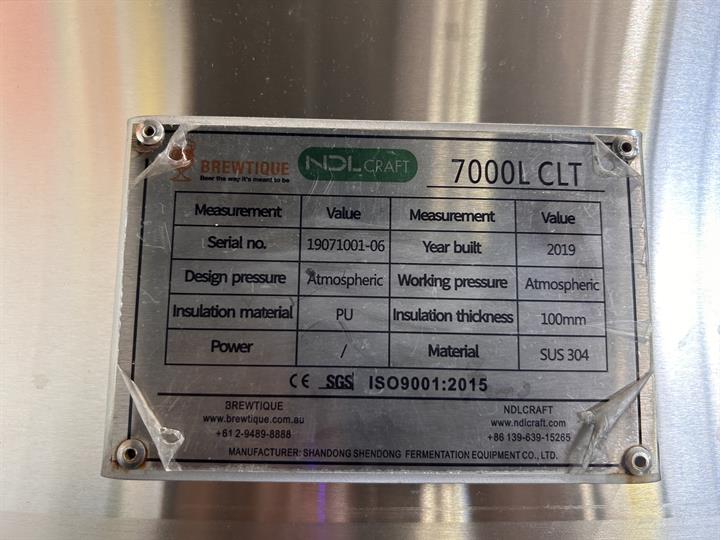 BREWTIQUE
Beer the way it's meant to be
NDL CRAFT
7000L CLT
Measurement Value Measurement Value
Serial no. 19071001-06 Year built 2019
Design pressure Atmospheric Working pressure Atmospheric
Insulation material PU Insulation thickness 100mm
Power / Material SUS 304
CE SGS ISO9001:2015
BREWTIQUE
www.brewtique.com.au
+61 2-9489-8888
NDLCRAFT
www.ndlcraft.com
+86 139-639-15265
MANUFACTURER: SHANDONG SHENDONG FERMENTATION EQUIPMENT CO., LTD.